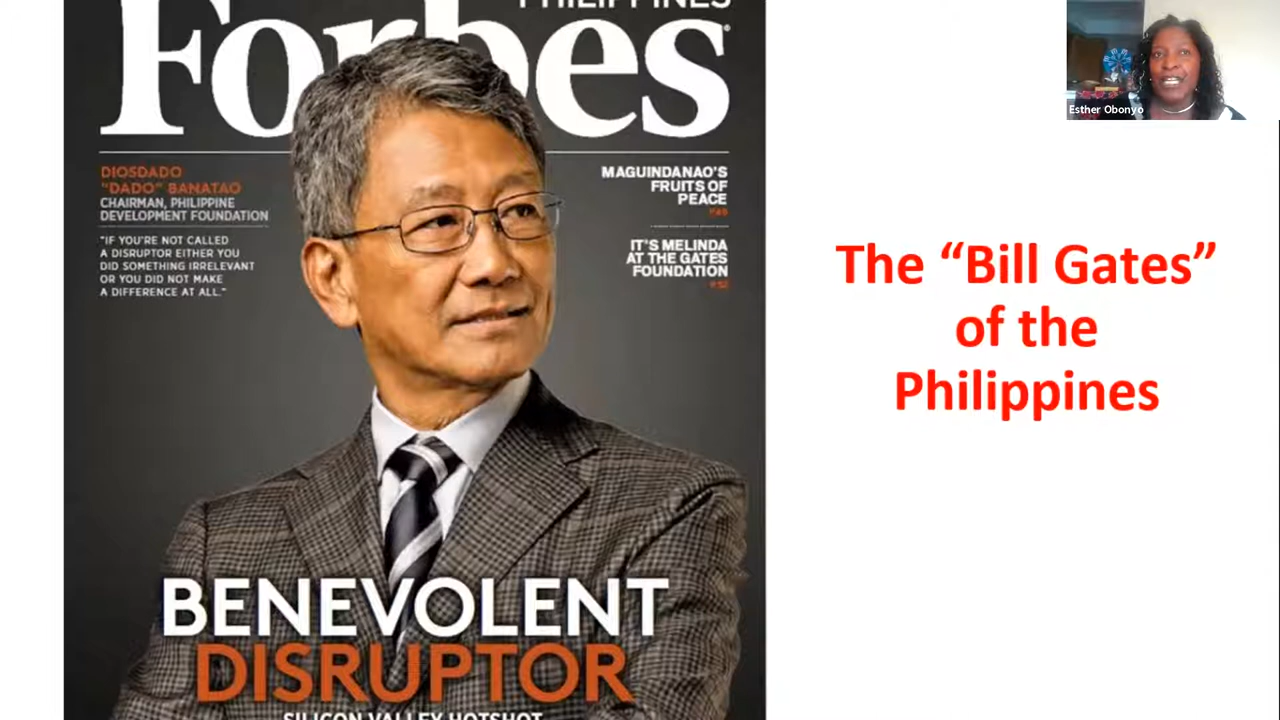 PHILIPPINES
Forbes
DIOSDADO
"DADO" BANATAO
CHAIRMAN, PHILIPPINE
DEVELOPMENT FOUNDATION
"IF YOU'RE NOT CALLED
A DISRUPTOR EITHER YOU
DID SOMETHING IRRELEVANT
OR YOU DID NOT MAKE
A DIFFERENCE AT ALL."
MAGUINDANAO'S
FRUITS OF
PEACE
IT'S MELINDA
AT THE GATES
FOUNDATION
BENEVOLENT
DISRUPTOR
SILICON VALLEY HOTSHOT
Esther Obonyo
The “Bill Gates”
of the
Philippines